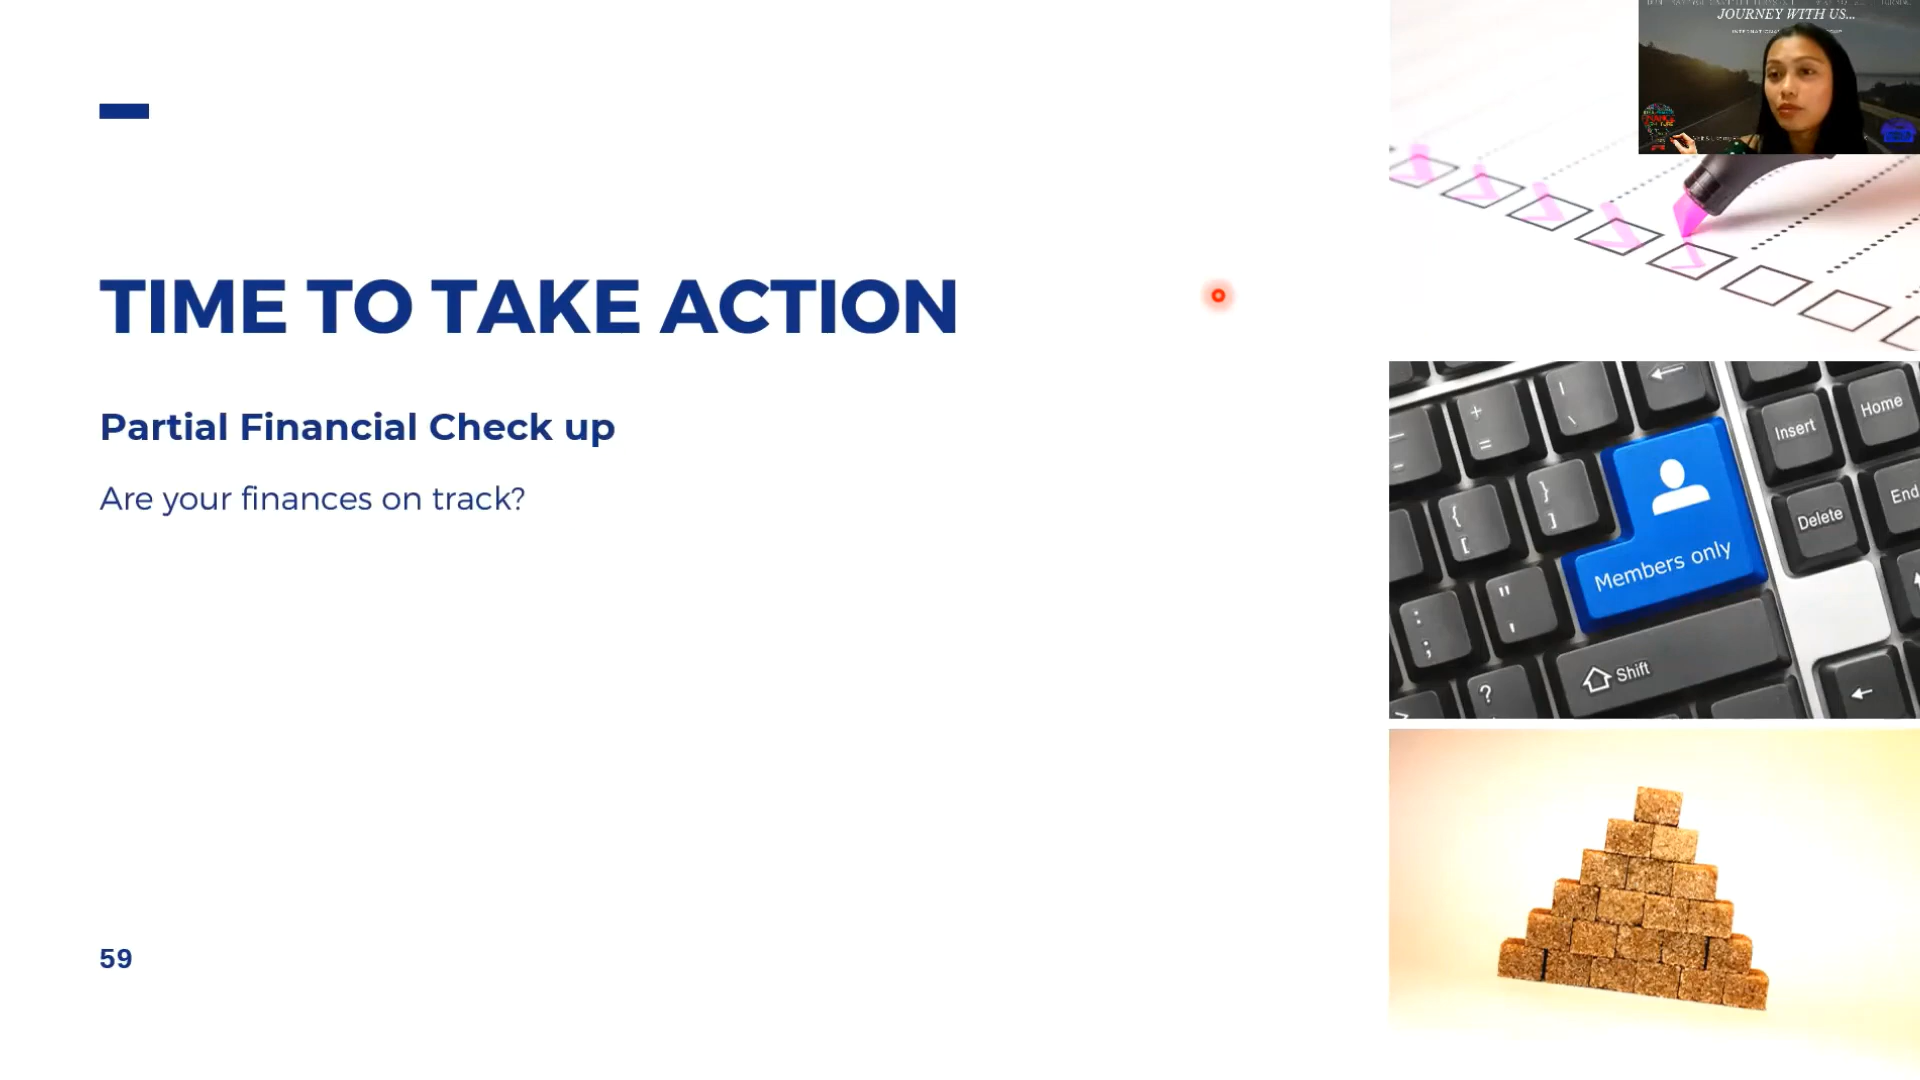 JOURNEY WITH US...
TIME TO TAKE ACTION
Partial Financial Check up
Are your finances on track?
59
+
=
|
\
Insert
Home
}
]
{
[
Delete
End
Members only
"
'
:
;
Shift
?